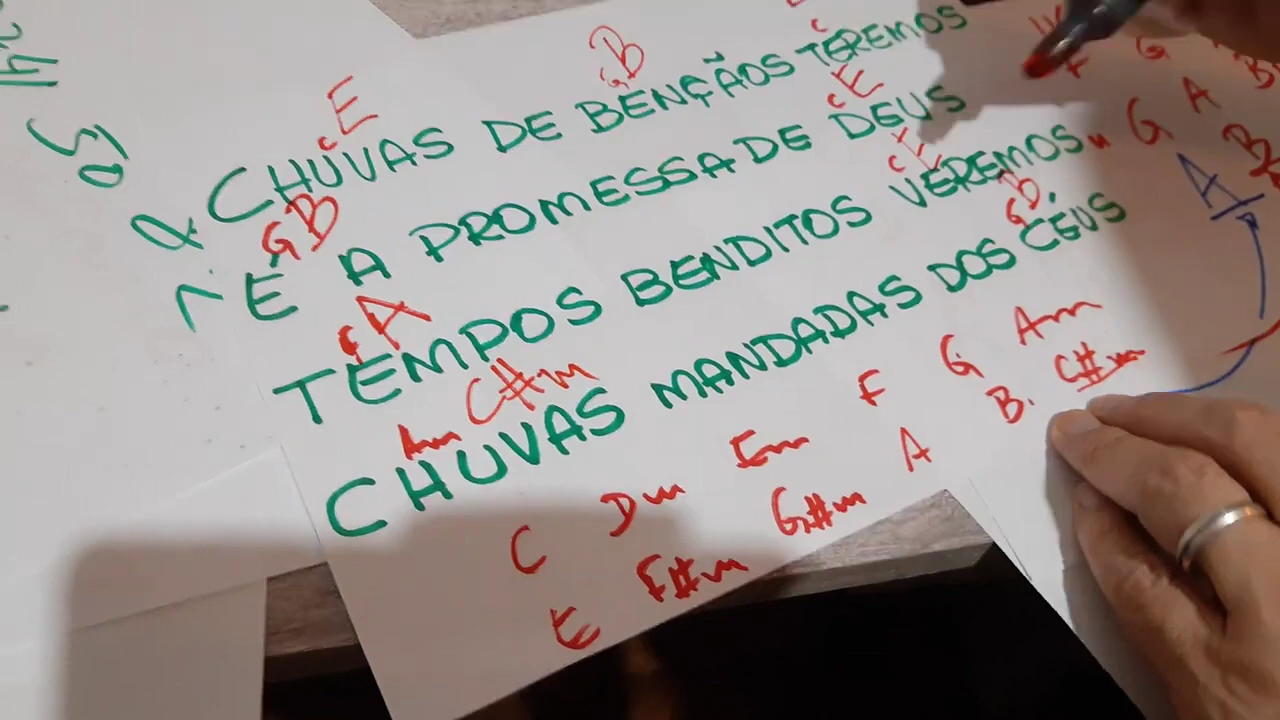 C E G B C
CHUVAS DE BENÇÃOS TEREMOS
G B C E
É A PROMESSA DE DEUS
C A C E
TEMPOS BENDITOS VEREMOS
Am C#m G B
CHUVAS MANDADAS DOS CÉUS
C Dm Em F G Am
E F#m G#m A B C#m
F G
G A B
A